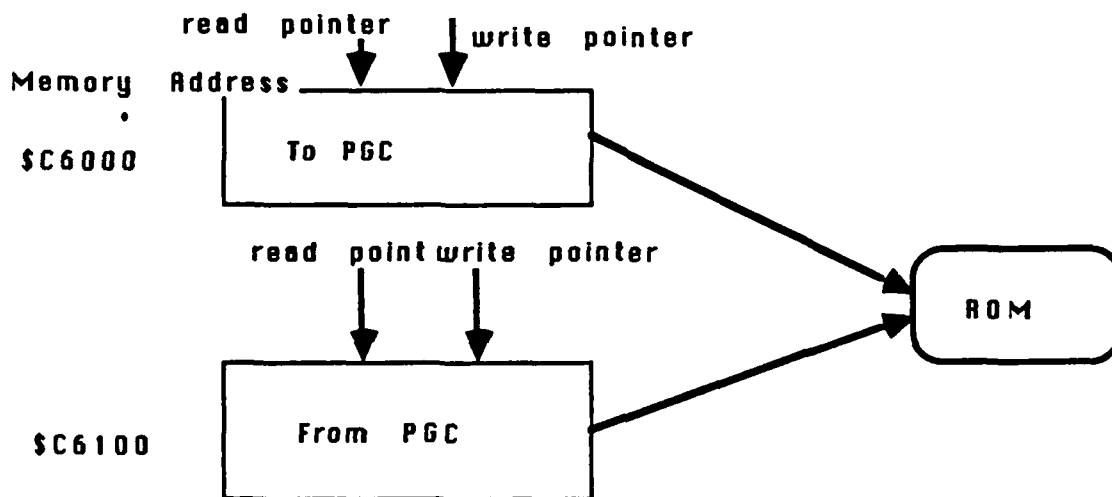 read pointer
write pointer
Memory Address
$C6000
To PGC
read point write pointer
ROM
$C6100
From PGC